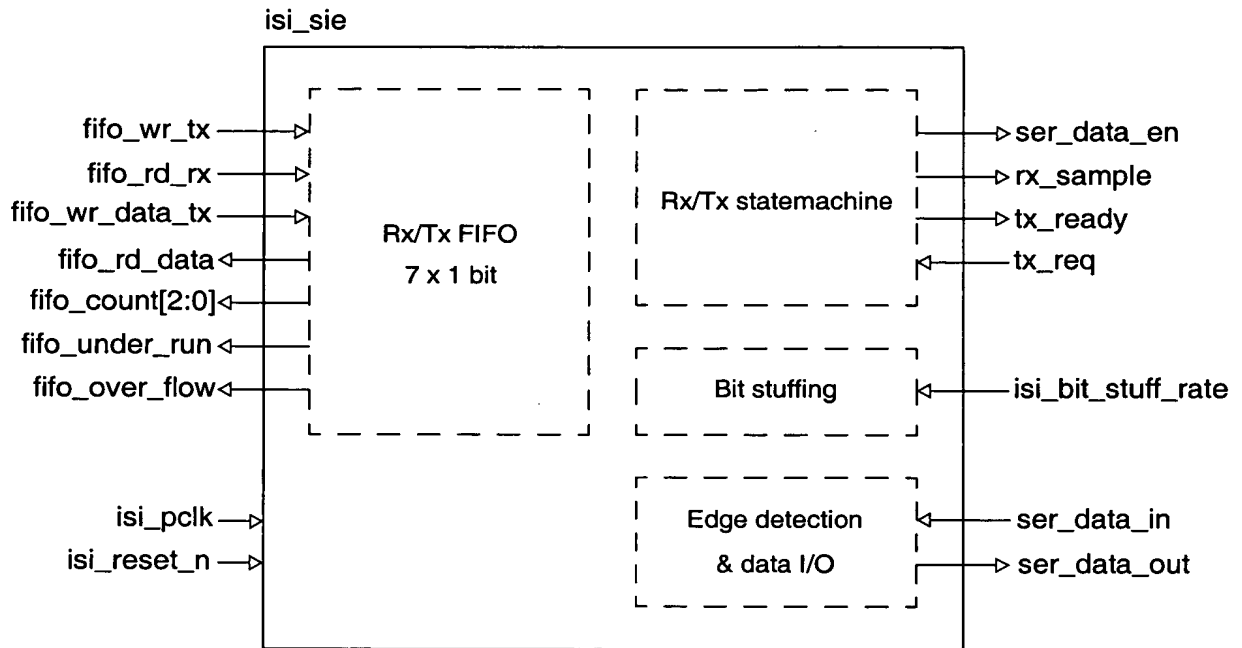 isi_sie
fifo_wr_tx
fifo_rd_rx
fifo_wr_data_tx
fifo_rd_data
fifo_count[2:0]
fifo_under_run
fifo_over_flow
isi_pclk
isi_reset_n
Rx/Tx FIFO
7 x 1 bit
Rx/Tx statemachine
Bit stuffing
Edge detection
& data I/O
ser_data_en
rx_sample
tx_ready
tx_req
isi_bit_stuff_rate
ser_data_in
ser_data_out